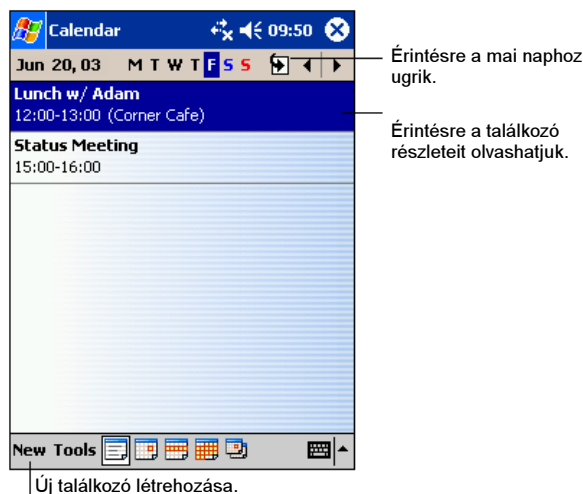 Calendar 09:50
Jun 20, 03 M T W T F S S
Érintésre a mai naphoz
ugrik.
Lunch w/ Adam
12:00-13:00 (Corner Cafe)
Érintésre a találkozó
részleteit olvashatjuk.
Status Meeting
15:00-16:00
New Tools
Új találkozó létrehozása.